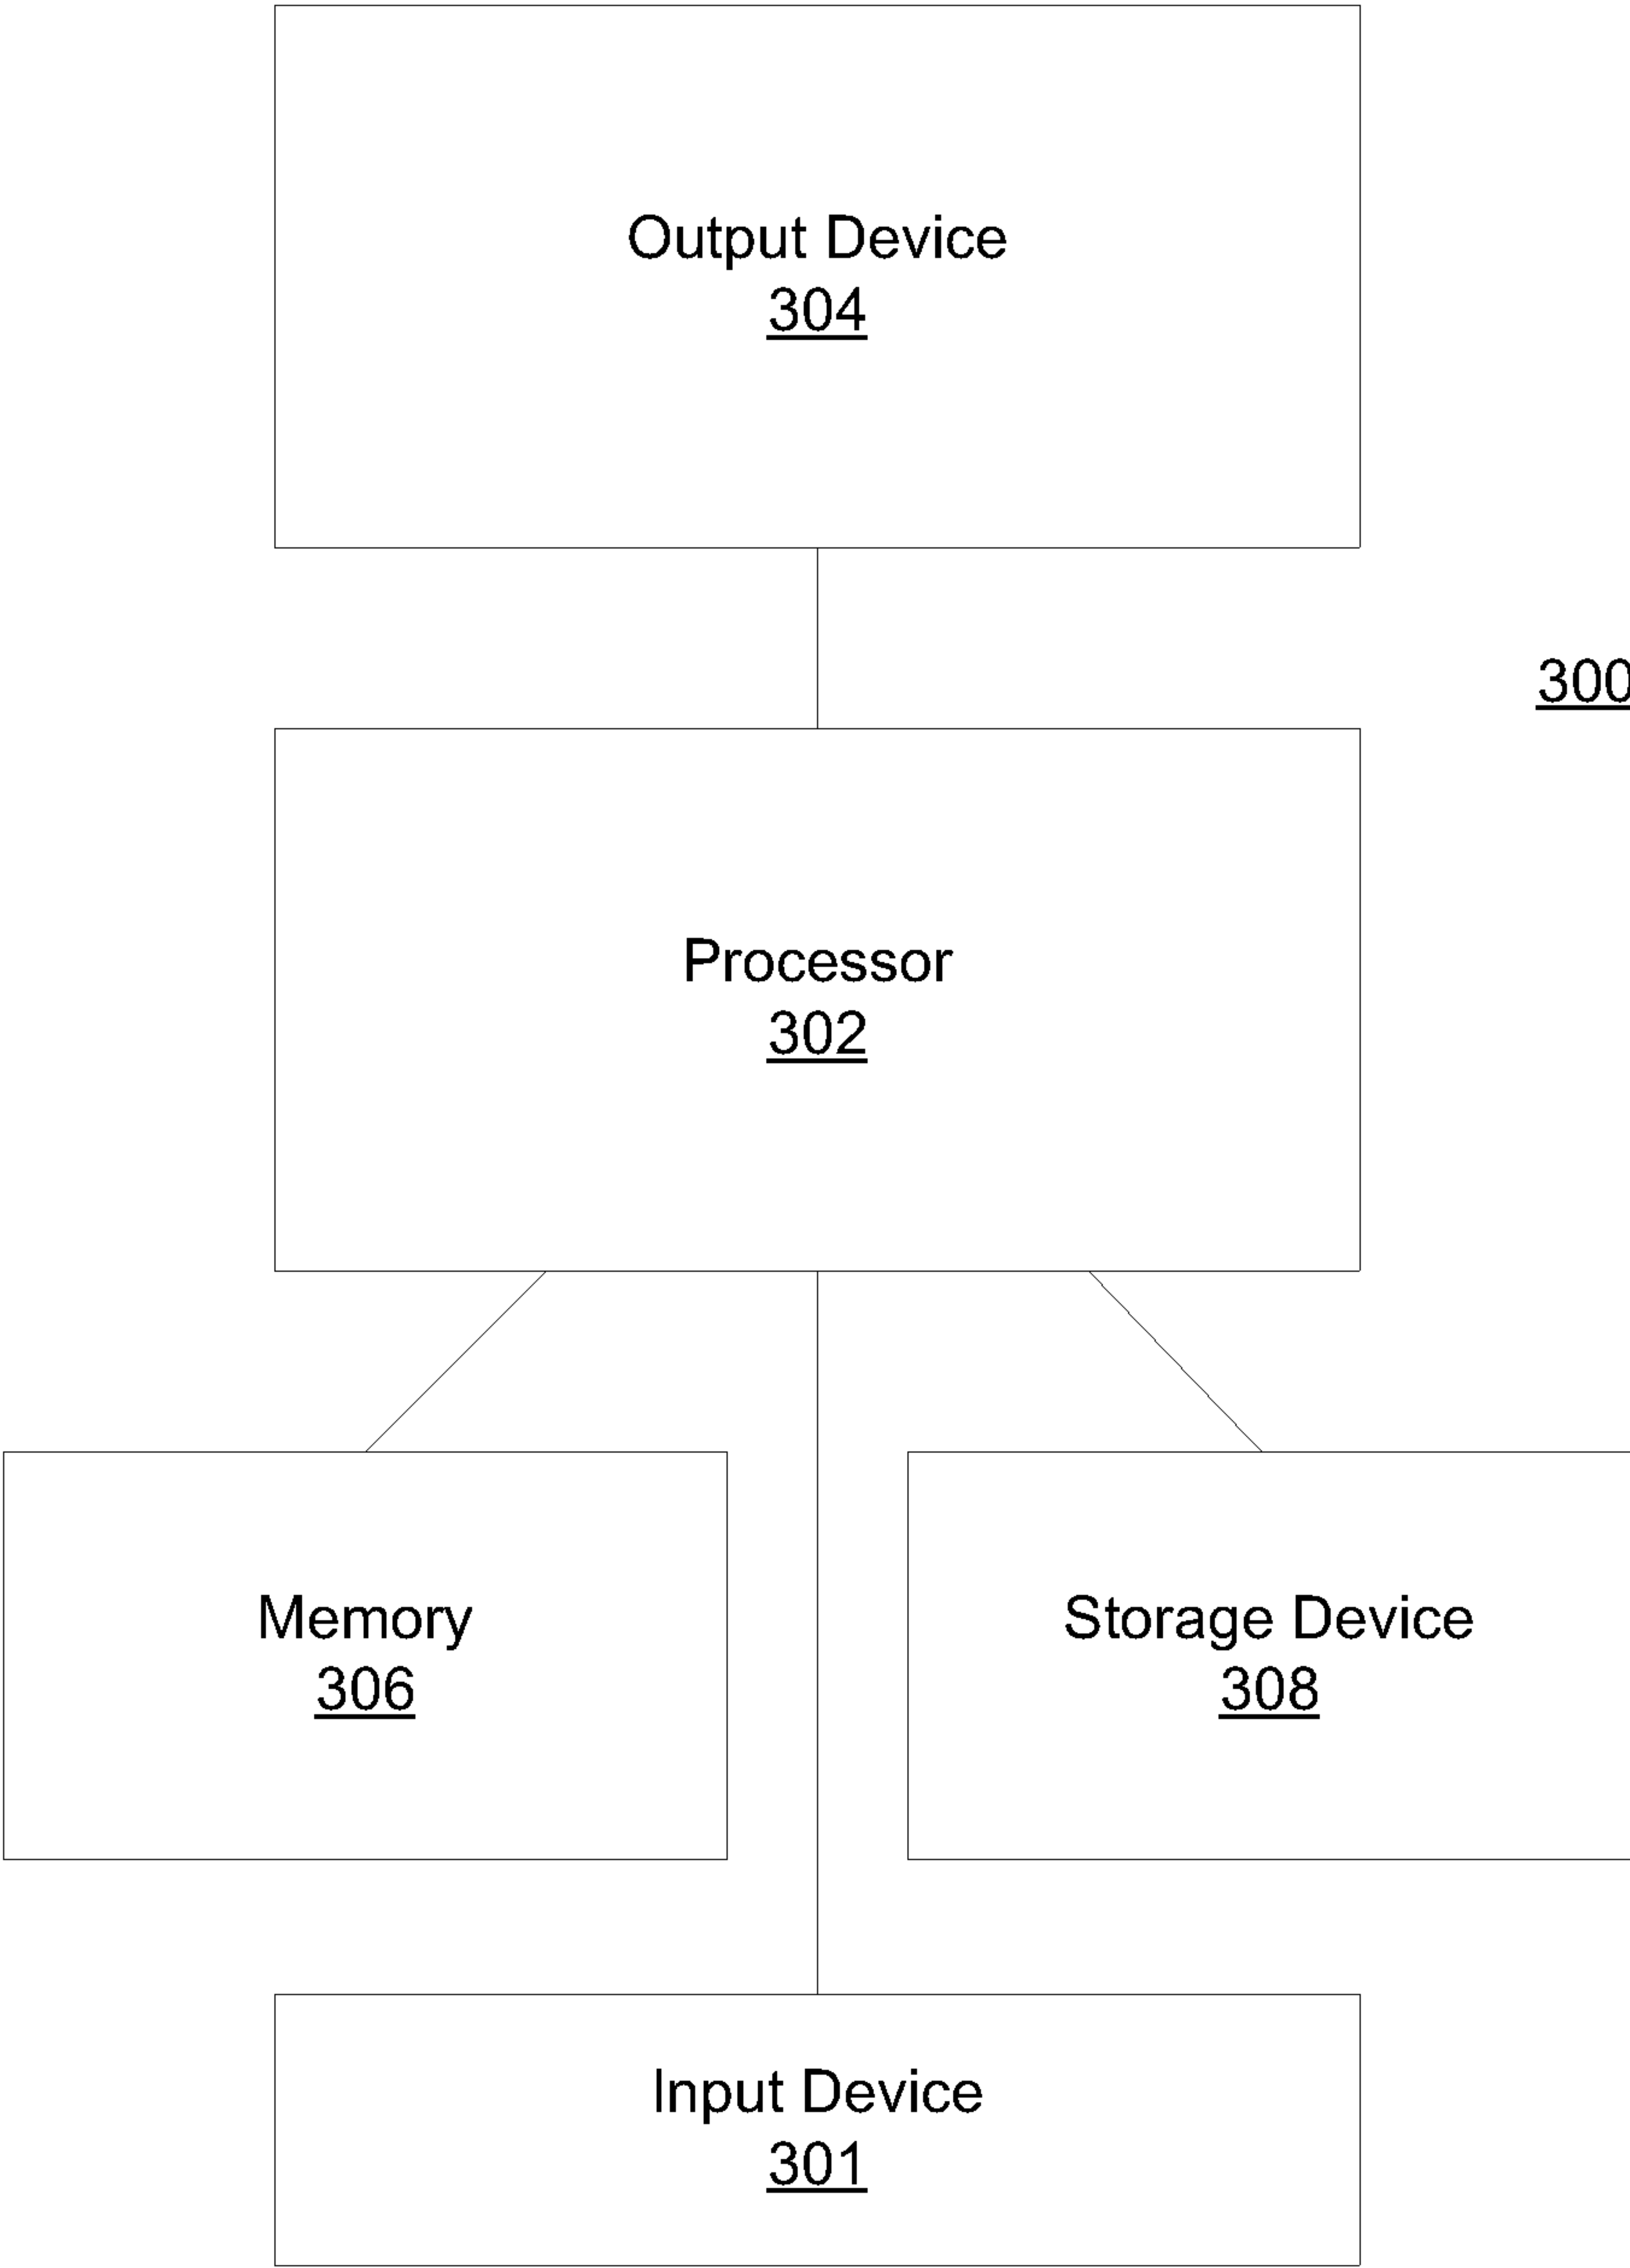 Output Device
304
300
Processor
302
Memory
306
Storage Device
308
Input Device
301